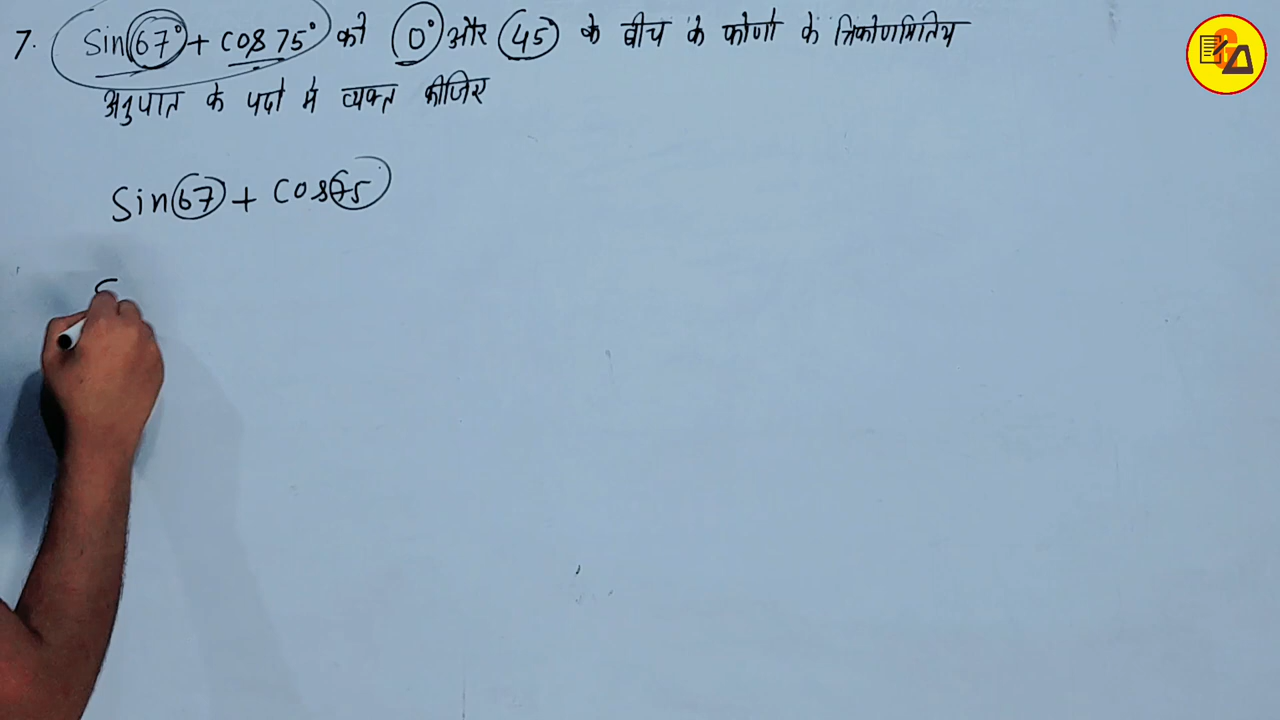 7. Sin 67° + cos 75° को 0° और 45 के बीच के कोणों के त्रिकोणमितिय
अनुपात के पदों में व्यक्त कीजिए
Sin 67 + Cos 75
S